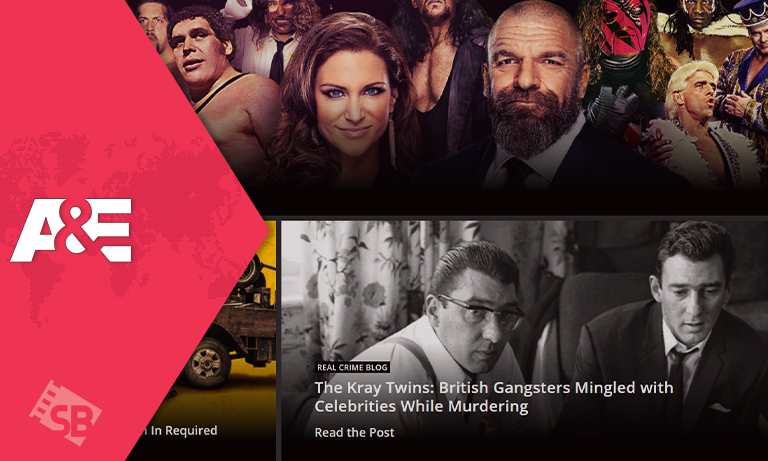 A&E
REAL CRIME BLOG
The Kray Twins: British Gangsters Mingled with
Celebrities While Murdering
In Required
Read the Post
SB